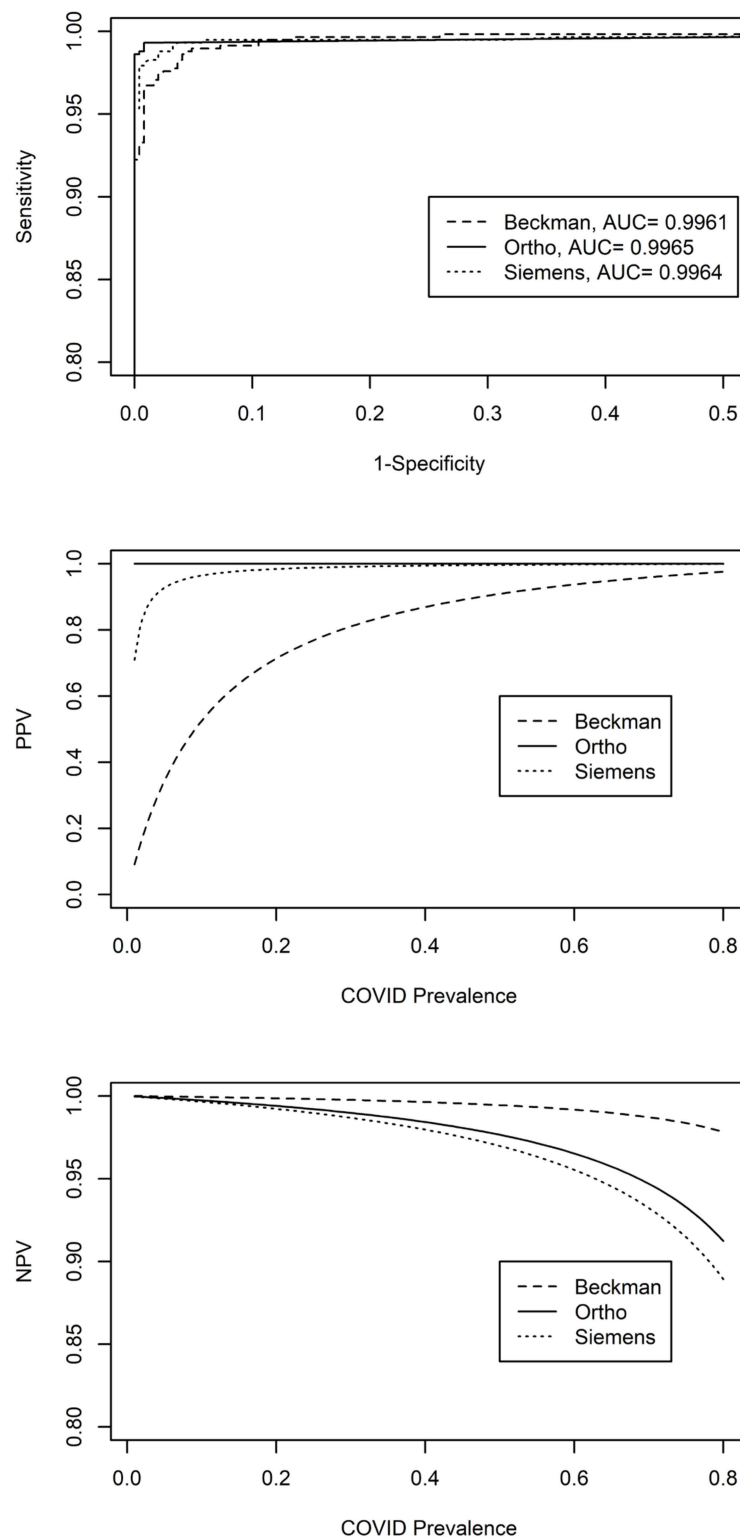 1.00
0.95
0.90
0.85
0.80
Sensitivity
Beckman, AUC= 0.9961
Ortho, AUC= 0.9965
Siemens, AUC= 0.9964
0.0 0.1 0.2 0.3 0.4 0.5
1-Specificity
1.0
0.8
0.6
0.4
0.2
0.0
PPV
Beckman
Ortho
Siemens
0.0 0.2 0.4 0.6 0.8
COVID Prevalence
1.00
0.95
0.90
0.85
0.80
NPV
Beckman
Ortho
Siemens
0.0 0.2 0.4 0.6 0.8
COVID Prevalence